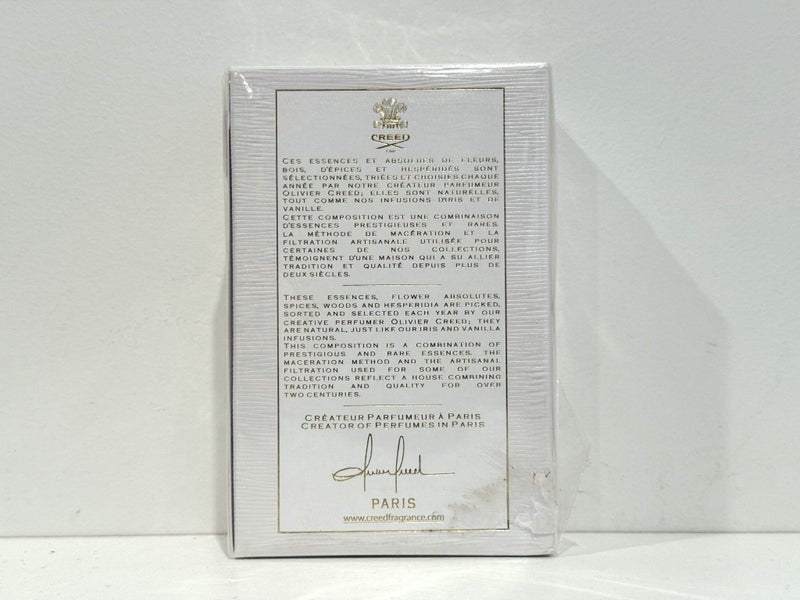 CREED
CES ESSENCES ET ABSOLUES DE FLEURS,
BOIS, D'ÉPICES ET HESPÉRIDÉS SONT
SÉLECTIONNÉES, TRIÉES ET CHOISIES CHAQUE
ANNÉE PAR NOTRE CRÉATEUR PARFUMEUR
OLIVIER CREED; ELLES SONT NATURELLES,
TOUT COMME NOS INFUSIONS D'IRIS ET DE
VANILLE.
CETTE COMPOSITION EST UNE COMBINAISON
D'ESSENCES PRESTIGIEUSES ET RARES.
LA MÉTHODE DE MACÉRATION ET LA
FILTRATION ARTISANALE UTILISÉE POUR
CERTAINES DE NOS COLLECTIONS,
TÉMOIGNENT D'UNE MAISON QUI A SU ALLIER
TRADITION ET QUALITÉ DEPUIS PLUS DE
DEUX SIÈCLES.
THESE ESSENCES, FLOWER ABSOLUTES,
SPICES, WOODS AND HESPERIDIA ARE PICKED,
SORTED AND SELECTED EACH YEAR BY OUR
CREATIVE PERFUMER OLIVIER CREED; THEY
ARE NATURAL, JUST LIKE OUR IRIS AND VANILLA
INFUSIONS.
THIS COMPOSITION IS A COMBINATION OF
PRESTIGIOUS AND RARE ESSENCES. THE
MACERATION METHOD AND THE ARTISANAL
FILTRATION USED FOR SOME OF OUR
COLLECTIONS REFLECT A HOUSE COMBINING
TRADITION AND QUALITY FOR OVER
TWO CENTURIES.
CRÉATEUR PARFUMEUR À PARIS
CREATOR OF PERFUMES IN PARIS
PARIS
www.creedfragrance.com